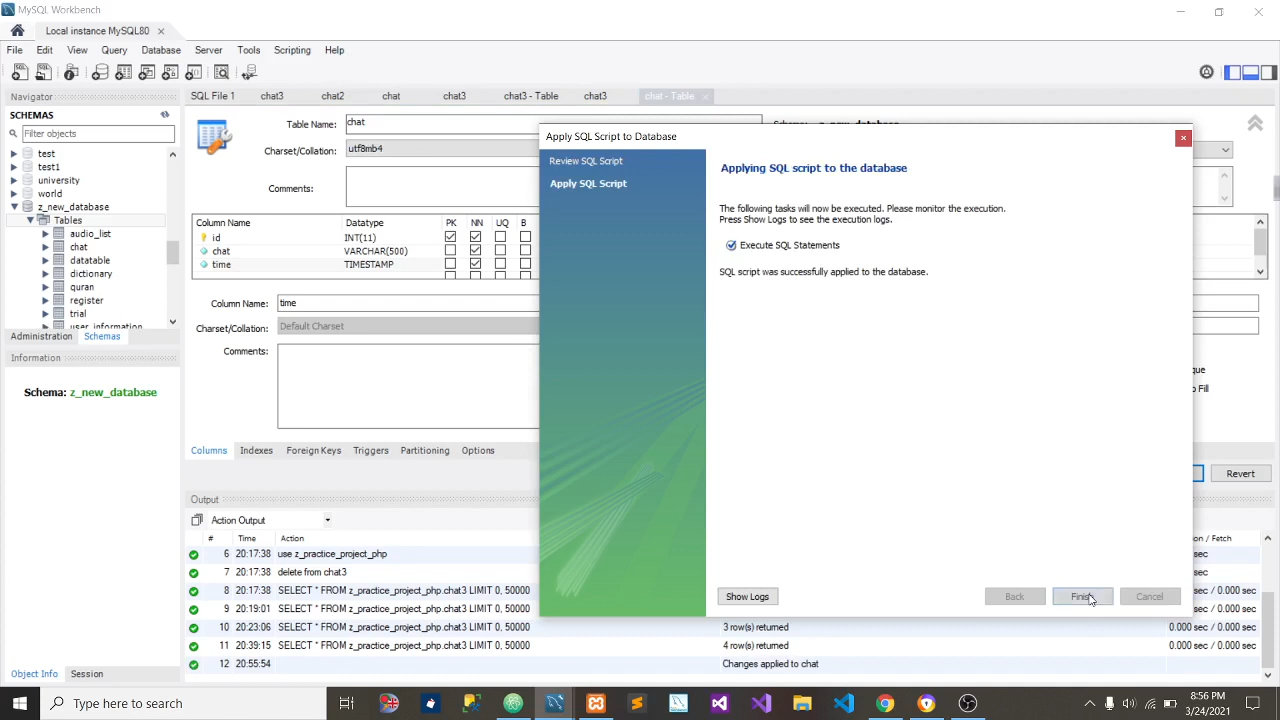 MySQL Workbench
Local instance MySQL80
File Edit View Query Database Server Tools Scripting Help
Navigator
SCHEMAS
Filter objects
test
test1
university
world
z_new_database
Tables
audio_list
chat
datatable
dictionary
quran
register
trial
user_information
Administration Schemas
Information
Schema: z_new_database
Object Info Session
SQL File 1 chat3 chat2 chat chat3 chat3 - Table chat3 chat - Table
Table Name: chat
Charset/Collation: utf8mb4
Comments:
Column Name Datatype PK NN UQ B
id INT(11)
chat VARCHAR(500)
time TIMESTAMP
Column Name: time
Charset/Collation: Default Charset
Comments:
Columns Indexes Foreign Keys Triggers Partitioning Options
Revert
Apply SQL Script to Database
Review SQL Script
Apply SQL Script
Applying SQL script to the database
The following tasks will now be executed. Please monitor the execution.
Press Show Logs to see the execution logs.
Execute SQL Statements
SQL script was successfully applied to the database.
Show Logs Back Finish Cancel
Output
Action Output
# Time Action
6 20:17:38 use z_practice_project_php sec
7 20:17:38 delete from chat3 sec
8 20:17:38 SELECT * FROM z_practice_project_php.chat3 LIMIT 0, 50000 sec
9 20:19:01 SELECT * FROM z_practice_project_php.chat3 LIMIT 0, 50000 0.000 sec / 0.000 sec
10 20:23:06 SELECT * FROM z_practice_project_php.chat3 LIMIT 0, 50000 3 row(s) returned 0.000 sec / 0.000 sec
11 20:39:15 SELECT * FROM z_practice_project_php.chat3 LIMIT 0, 50000 4 row(s) returned 0.000 sec / 0.000 sec
12 20:55:54 Changes applied to chat
Type here to search
8:56 PM
3/24/2021